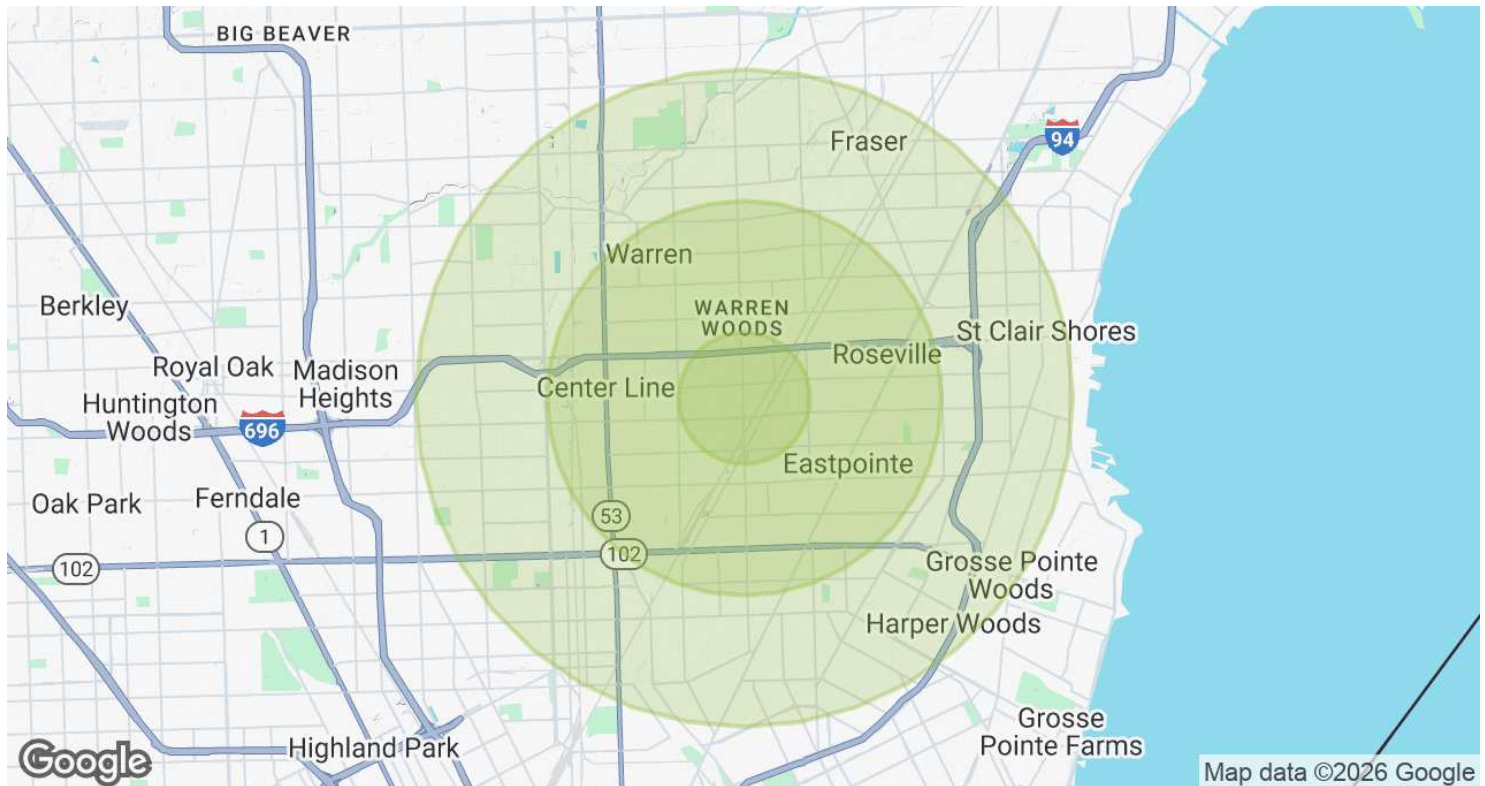 BIG BEAVER
Fraser
94
Warren
Berkley
WARREN
WOODS
St Clair Shores
Roseville
Royal Oak
Madison
Heights
Center Line
Huntington
Woods
696
Eastpointe
Oak Park
Ferndale
53
1
102
102
Grosse Pointe
Woods
Harper Woods
Grosse
Pointe Farms
Highland Park
Google
Map data ©2026 Google